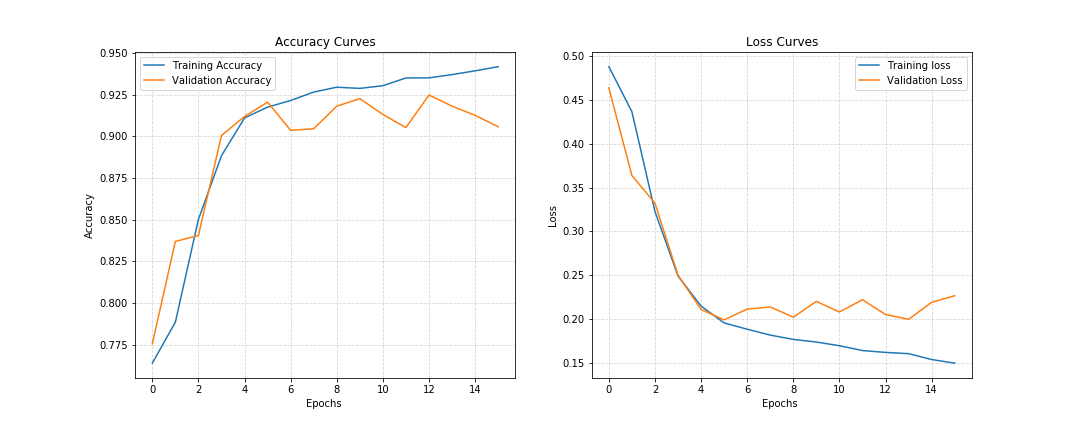 Accuracy Curves
Training Accuracy
Validation Accuracy
0.950
0.925
0.900
0.875
0.850
0.825
0.800
0.775
Accuracy
0 2 4 6 8 10 12 14
Epochs
Loss Curves
Training loss
Validation Loss
0.50
0.45
0.40
0.35
0.30
0.25
0.20
0.15
Loss
0 2 4 6 8 10 12 14
Epochs